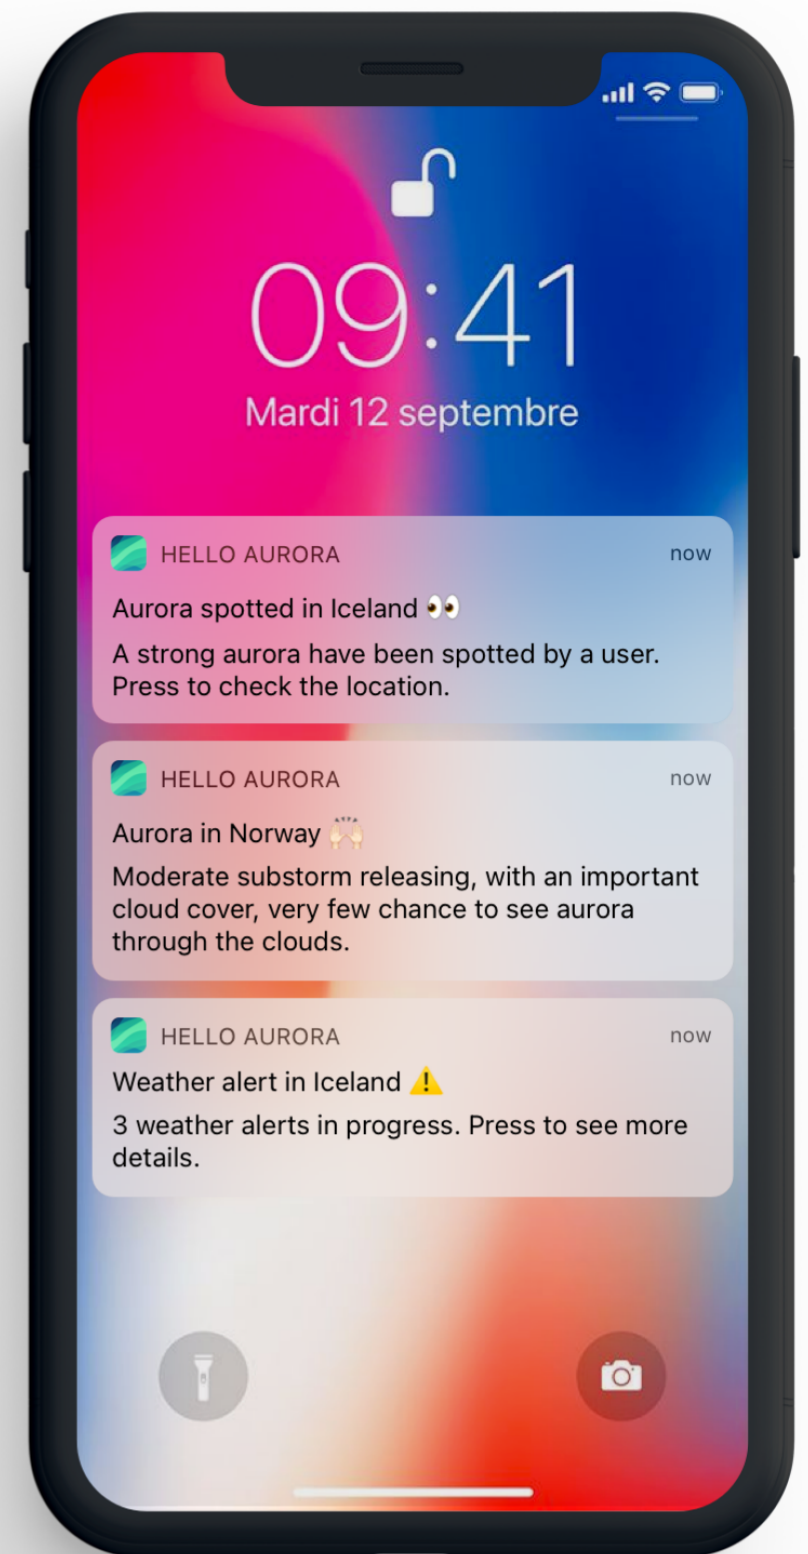 09:41
Mardi 12 septembre
HELLO AURORA now
Aurora spotted in Iceland 👀
A strong aurora have been spotted by a user.
Press to check the location.
HELLO AURORA now
Aurora in Norway 🙌🏻
Moderate substorm releasing, with an important
cloud cover, very few chance to see aurora
through the clouds.
HELLO AURORA now
Weather alert in Iceland ⚠️
3 weather alerts in progress. Press to see more
details.